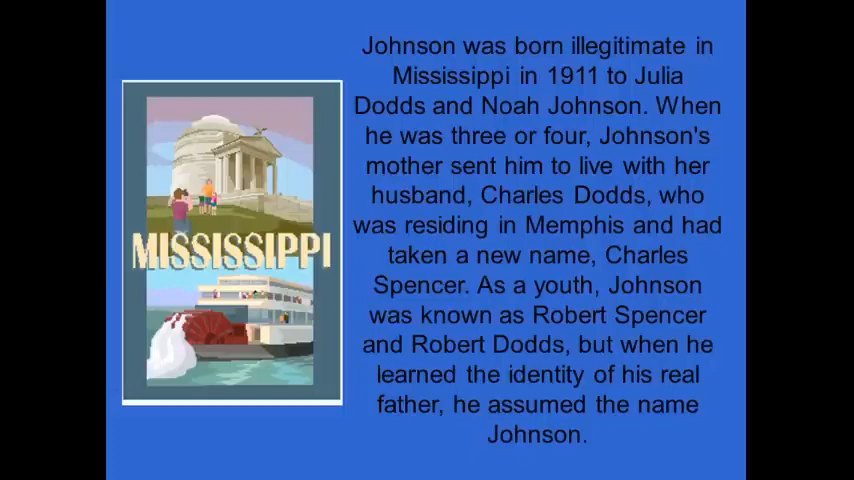 MISSISSIPPI
Johnson was born illegitimate in
Mississippi in 1911 to Julia
Dodds and Noah Johnson. When
he was three or four, Johnson's
mother sent him to live with her
husband, Charles Dodds, who
was residing in Memphis and had
taken a new name, Charles
Spencer. As a youth, Johnson
was known as Robert Spencer
and Robert Dodds, but when he
learned the identity of his real
father, he assumed the name
Johnson.